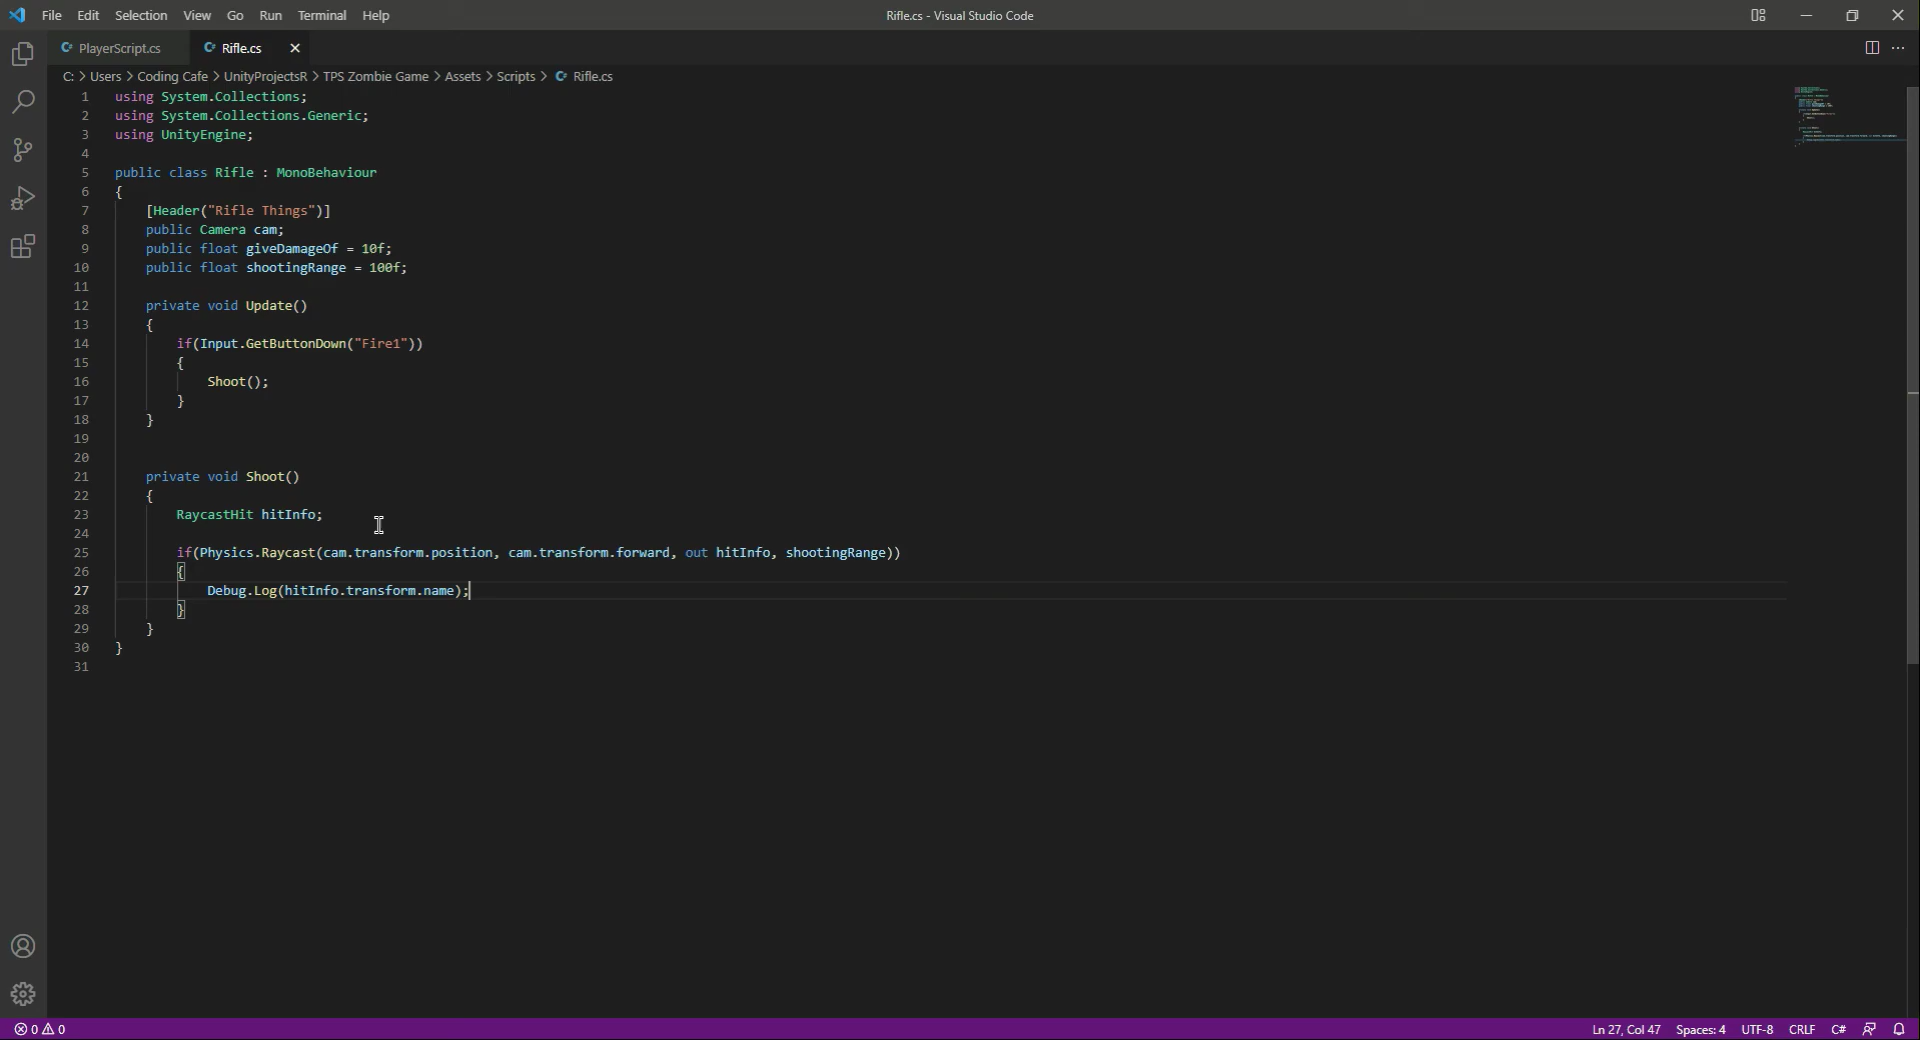 File Edit Selection View Go Run Terminal Help
Rifle.cs - Visual Studio Code
PlayerScript.cs Rifle.cs
C: > Users > Coding Cafe > UnityProjectsR > TPS Zombie Game > Assets > Scripts > Rifle.cs
1 using System.Collections;
2 using System.Collections.Generic;
3 using UnityEngine;
4
5 public class Rifle : MonoBehaviour
6 {
7 [Header("Rifle Things")]
8 public Camera cam;
9 public float giveDamageOf = 10f;
10 public float shootingRange = 100f;
11
12 private void Update()
13 {
14 if(Input.GetButtonDown("Fire1"))
15 {
16 Shoot();
17 }
18 }
19
20
21 private void Shoot()
22 {
23 RaycastHit hitInfo;
24
25 if(Physics.Raycast(cam.transform.position, cam.transform.forward, out hitInfo, shootingRange))
26 {
27 Debug.Log(hitInfo.transform.name);
28 }
29 }
30 }
31
0 0 Ln 27, Col 47 Spaces: 4 UTF-8 CRLF C#